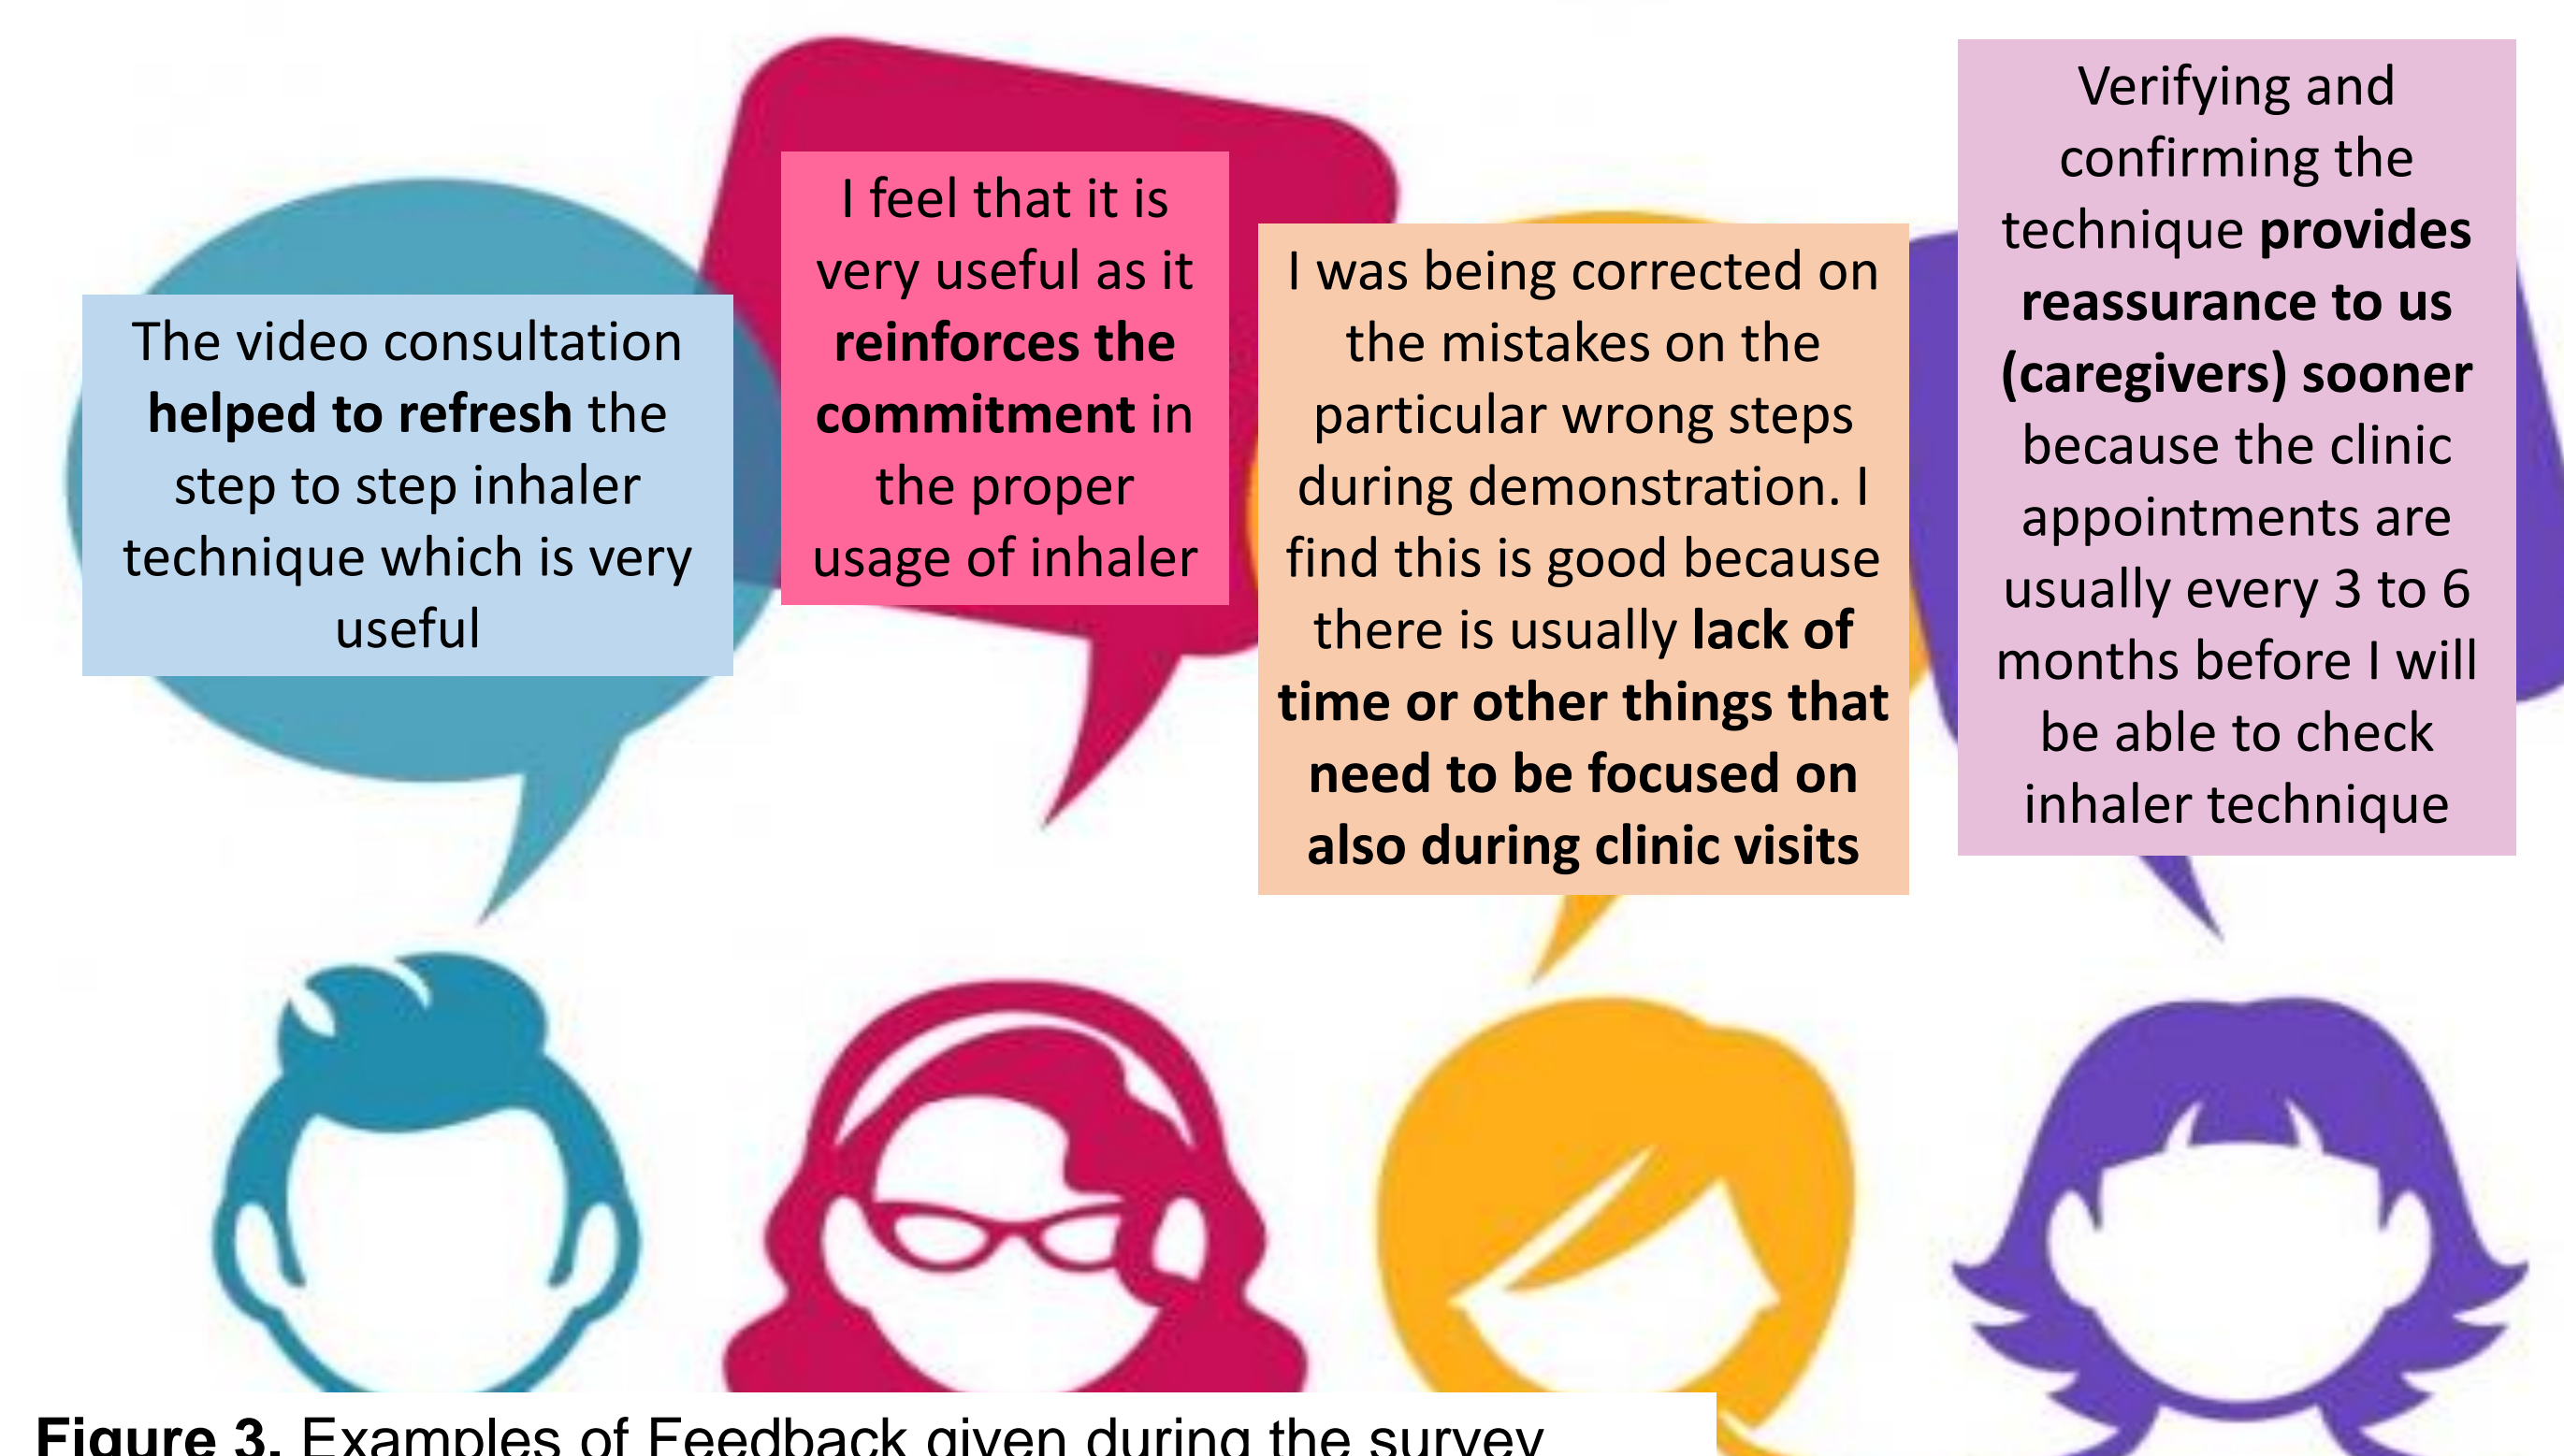 The video consultation
helped to refresh the
step to step inhaler
technique which is very
useful
I feel that it is
very useful as it
reinforces the
commitment in
the proper
usage of inhaler
I was being corrected on
the mistakes on the
particular wrong steps
during demonstration. I
find this is good because
there is usually lack of
time or other things that
need to be focused on
also during clinic visits
Verifying and
confirming the
technique provides
reassurance to us
(caregivers) sooner
because the clinic
appointments are
usually every 3 to 6
months before I will
be able to check
inhaler technique
Figure 3. Examples of Feedback given during the survey